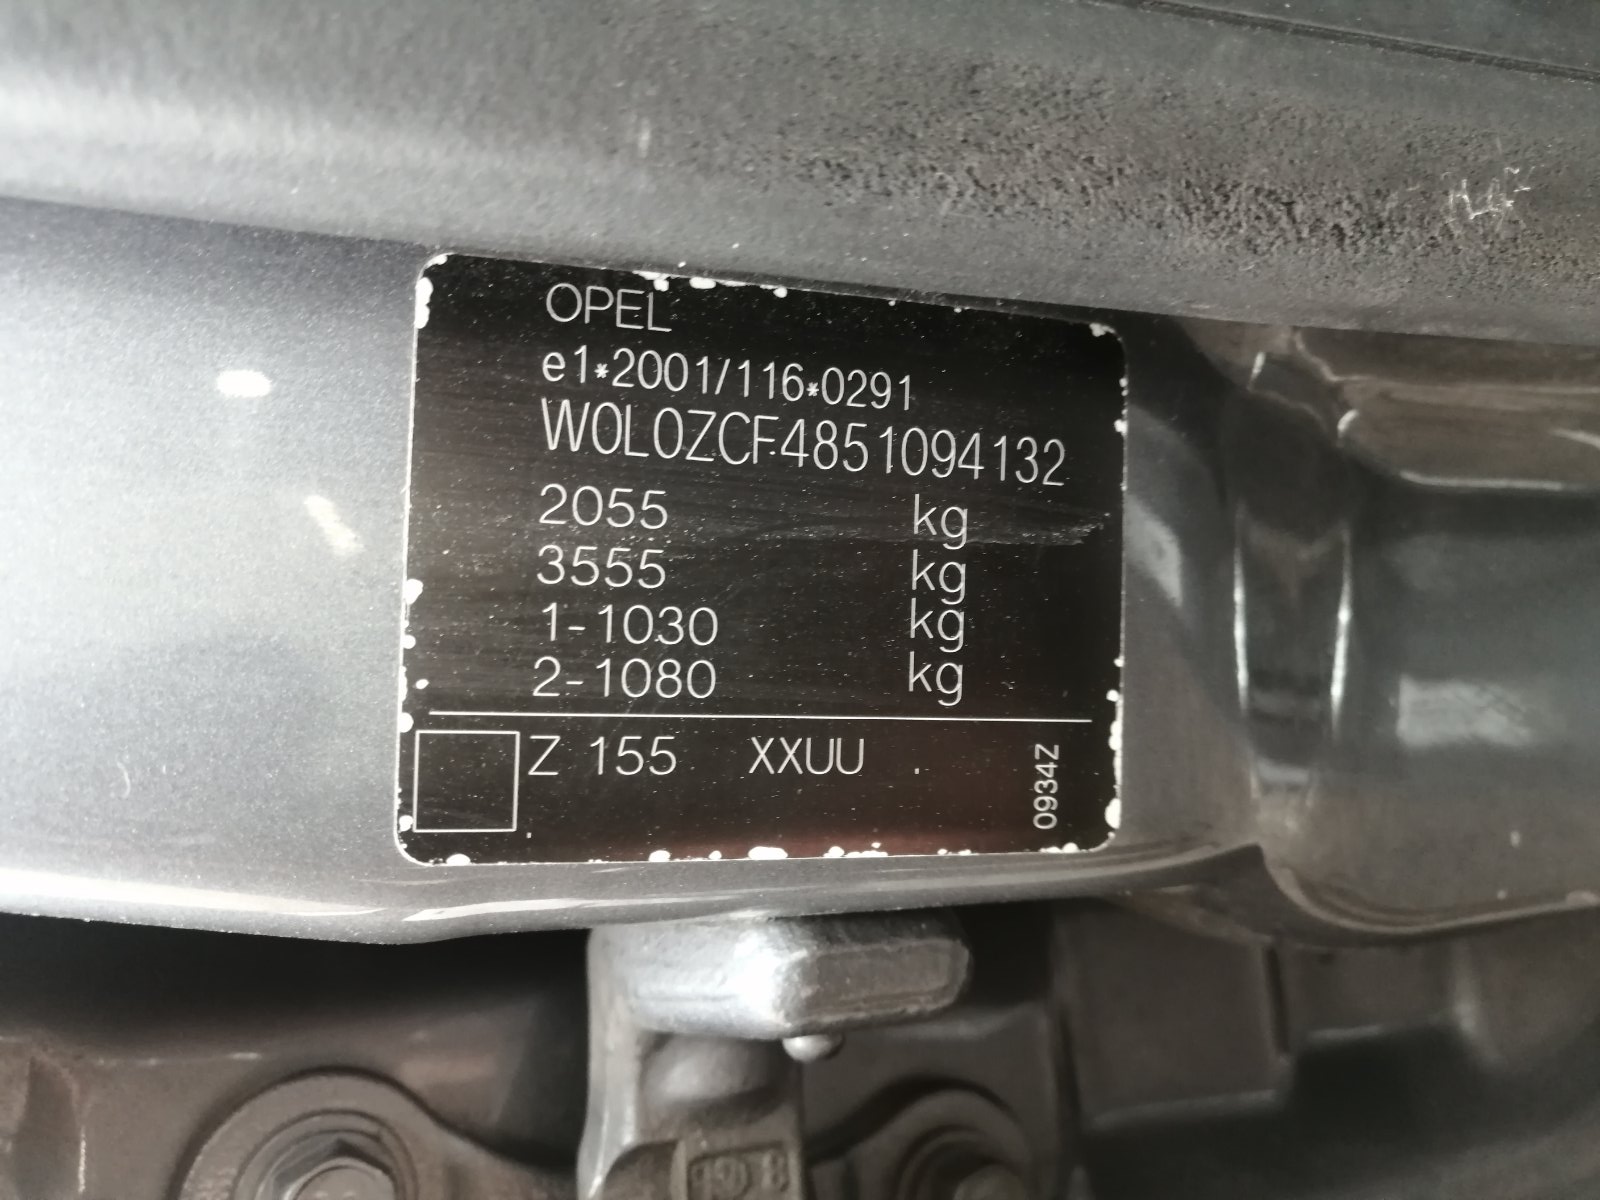 OPEL
e1*2001/116*0291
W0L0ZCF4851094132
2055 kg
3555 kg
1-1030 kg
2-1080 kg
Z 155 XXUU .
0934Z